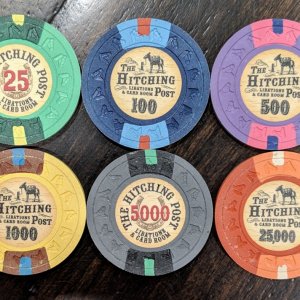 THE HITCHING POST
25
LIBATIONS
& CARD ROOM
THE
HITCHING
LIBATIONS
& CARD ROOM POST
100
THE
HITCHING
LIBATIONS
& CARD ROOM POST
500
THE
HITCHING
LIBATIONS
& CARD ROOM POST
1000
THE HITCHING POST
5000
LIBATIONS
& CARD ROOM
THE
HITCHING
LIBATIONS
& CARD ROOM POST
25,000